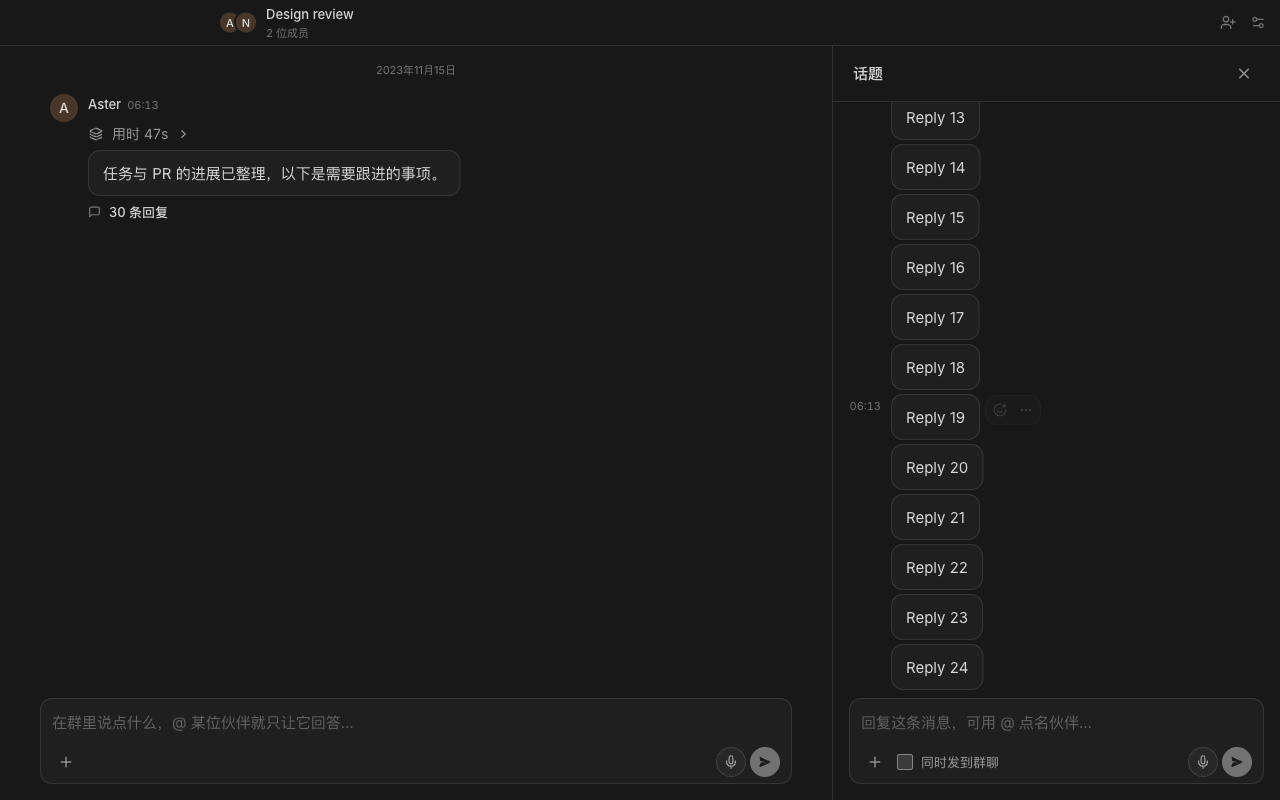 A N
Design review
2 位成员
2023年11月15日
A
Aster 06:13
用时 47s
任务与 PR 的进展已整理，以下是需要跟进的事项。
30 条回复
在群里说点什么，@ 某位伙伴就只让它回答...
话题
Reply 13
Reply 14
Reply 15
Reply 16
Reply 17
Reply 18
06:13 Reply 19
Reply 20
Reply 21
Reply 22
Reply 23
Reply 24
回复这条消息，可用 @ 点名伙伴...
同时发到群聊